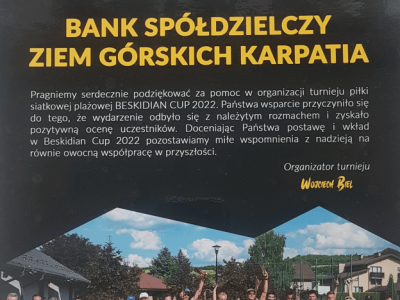 BANK SPÓŁDZIELCZY
ZIEM GÓRSKICH KARPATIA
Pragniemy serdecznie podziękować za pomoc w organizacji turnieju piłki
siatkowej plażowej BESKIDIAN CUP 2022. Państwa wsparcie przyczyniło się
do tego, że wydarzenie odbyło się z należytym rozmachem i zyskało
pozytywną ocenę uczestników. Doceniając Państwa postawę i wkład
w Beskidian Cup 2022 pozostawiamy miłe wspomnienia z nadzieją na
równie owocną współpracę w przyszłości.
Organizator turnieju
Wojciech Biel